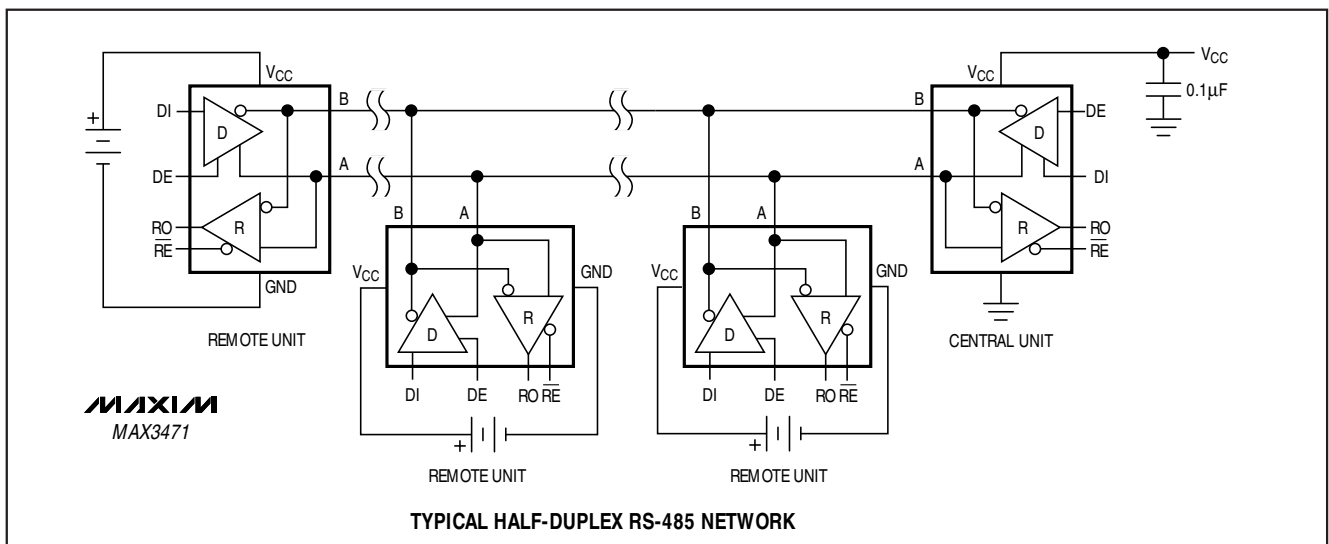 VCC
DI
D
DE
RO
R
RE
GND
REMOTE UNIT
+
B
A
B
A
VCC
GND
D
R
DI
DE
RO
RE
+
REMOTE UNIT
B
A
VCC
GND
D
R
DI
DE
RO
RE
+
REMOTE UNIT
B
A
VCC
D
DE
DI
R
RO
RE
CENTRAL UNIT
VCC
0.1µF
MAXIM
MAX3471
TYPICAL HALF-DUPLEX RS-485 NETWORK